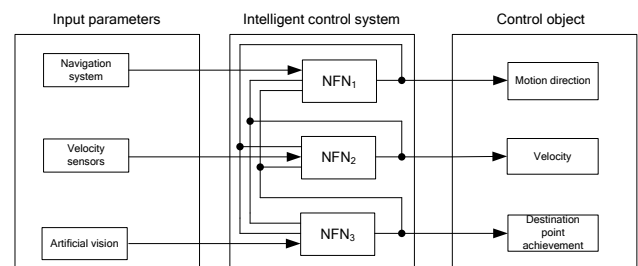 Input parameters
Intelligent control system
Control object
Navigation
system
NFN₁
Motion direction
Velocity
sensors
NFN₂
Velocity
Artificial vision
NFN₃
Destination
point
achievement